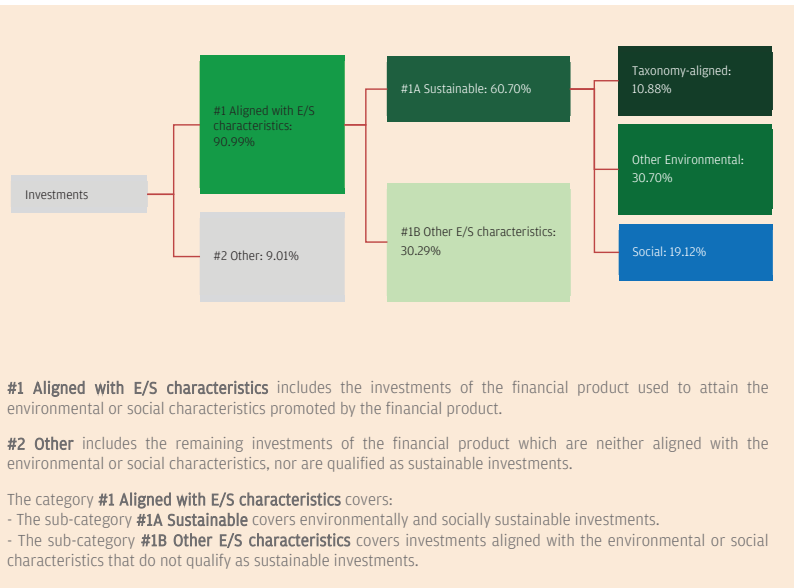 Investments
#1 Aligned with E/S
characteristics:
90.99%
#2 Other: 9.01%
#1A Sustainable: 60.70%
#1B Other E/S characteristics:
30.29%
Taxonomy-aligned:
10.88%
Other Environmental:
30.70%
Social: 19.12%
#1 Aligned with E/S characteristics includes the investments of the financial product used to attain the
environmental or social characteristics promoted by the financial product.
#2 Other includes the remaining investments of the financial product which are neither aligned with the
environmental or social characteristics, nor are qualified as sustainable investments.
The category #1 Aligned with E/S characteristics covers:
- The sub-category #1A Sustainable covers environmentally and socially sustainable investments.
- The sub-category #1B Other E/S characteristics covers investments aligned with the environmental or social
characteristics that do not qualify as sustainable investments.